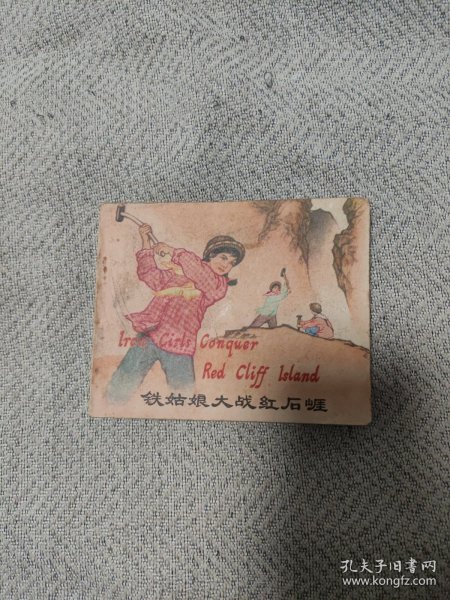 Iron Girls Conquer
Red Cliff Island
铁姑娘大战红石崕
孔夫子旧书网
www.kongfz.com